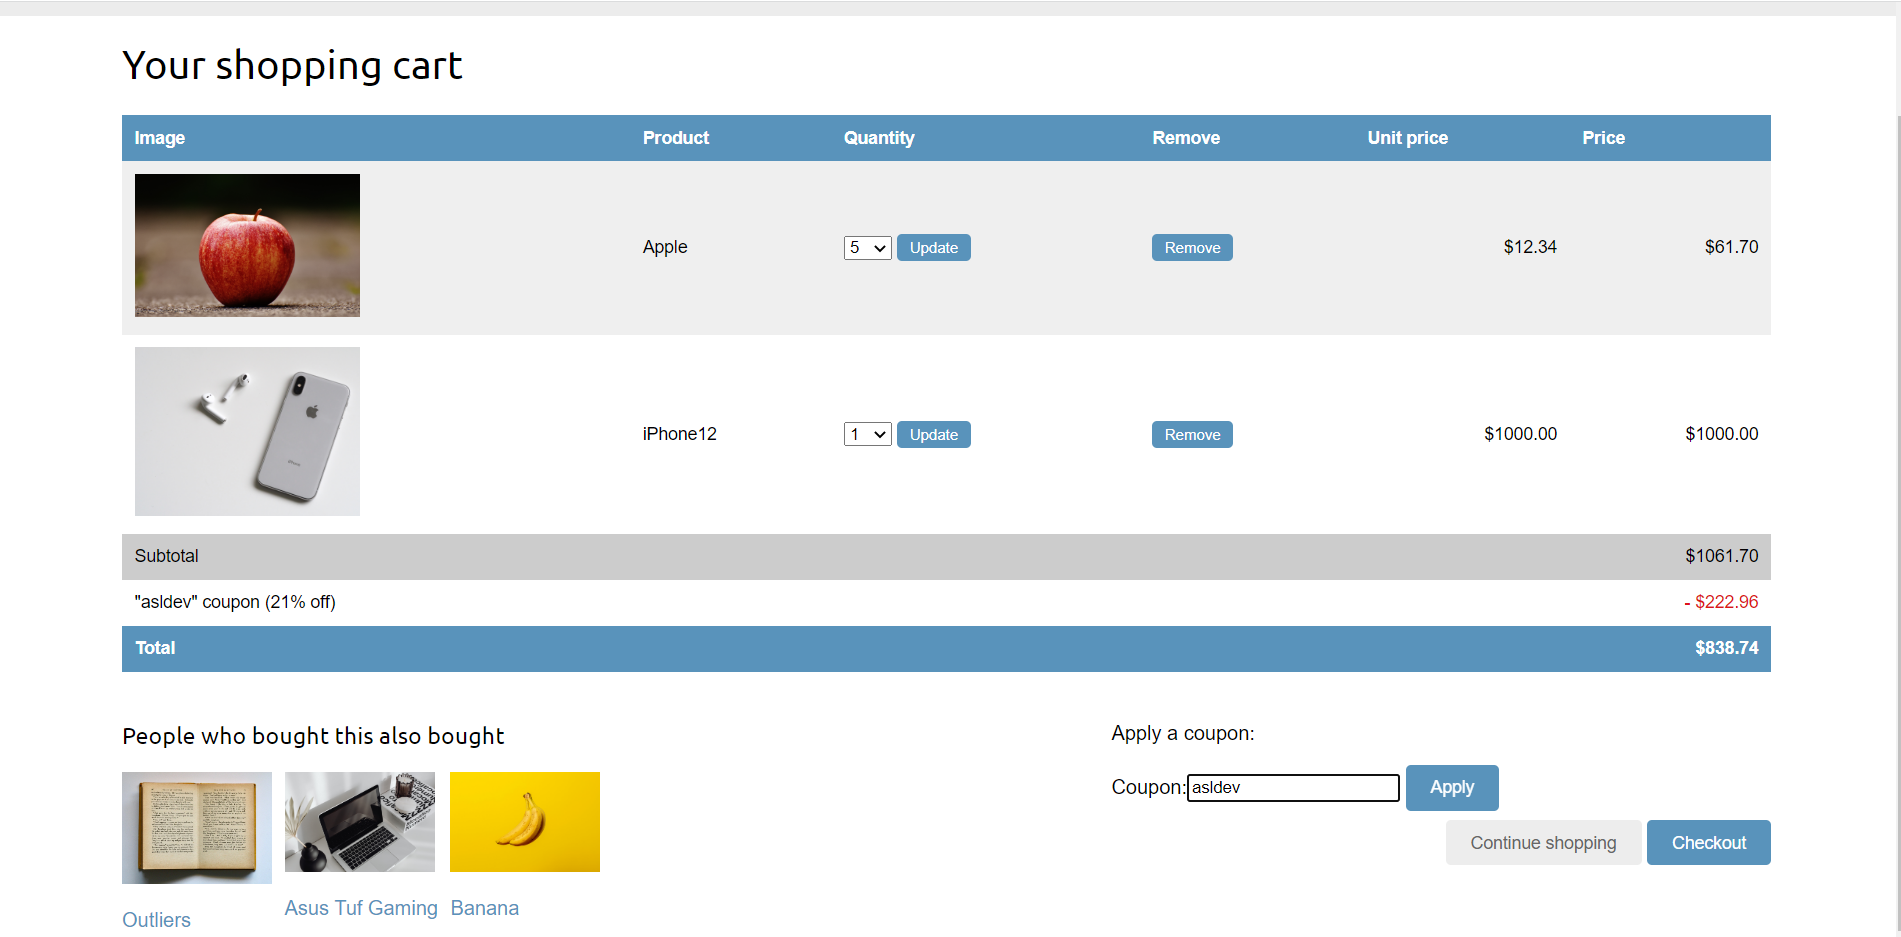 Your shopping cart
Image Product Quantity Remove Unit price Price
Apple 5 Update Remove $12.34 $61.70
iPhone12 1 Update Remove $1000.00 $1000.00
iPhone
Subtotal $1061.70
"asldev" coupon (21% off) - $222.96
Total $838.74
People who bought this also bought
Apply a coupon:
Coupon: asldev Apply
Continue shopping Checkout
Outliers
Asus Tuf Gaming
Banana